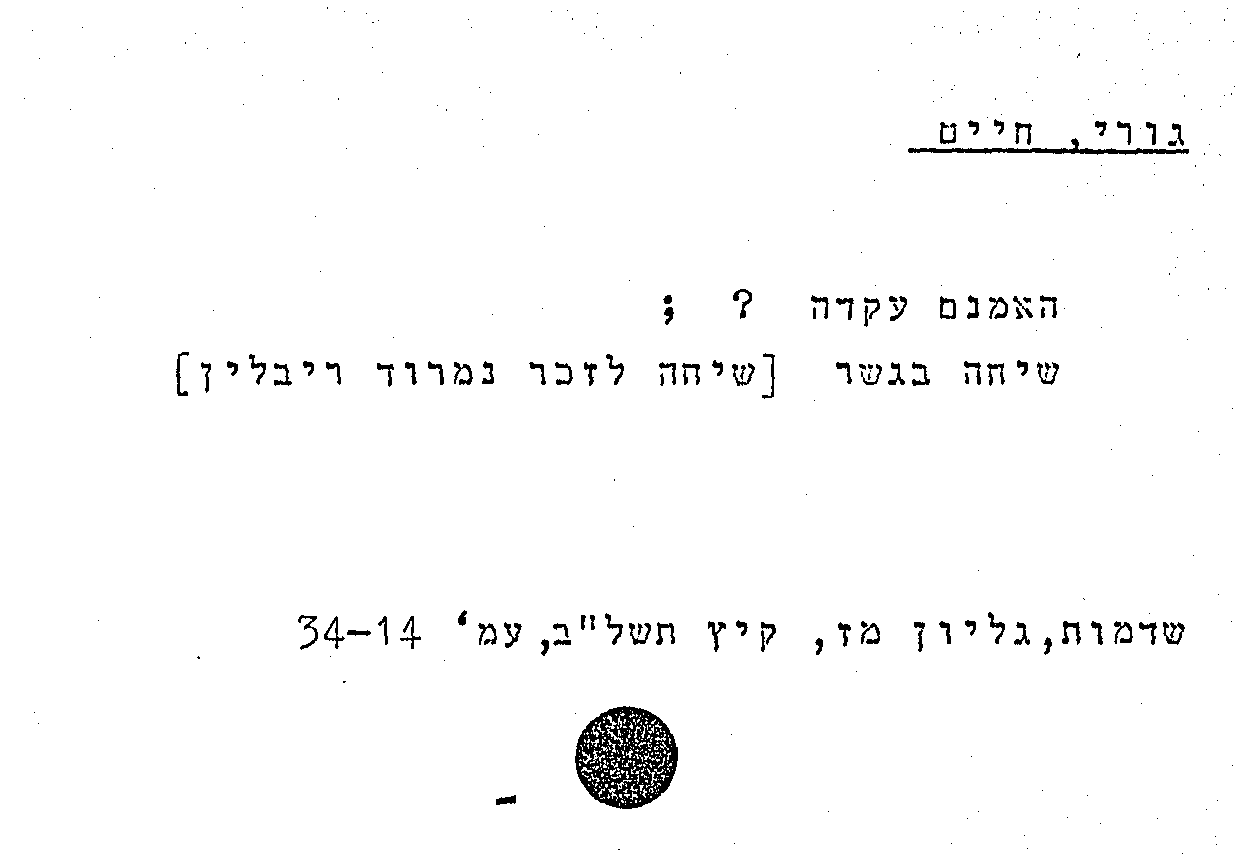 גורי, חיים
האמנם עקדה ? ;
שיחה בגשר [שיחה לזכר נמרוד ריבלין]
שדמות,גליון מז, קיץ תשל"ב,עמ' 34-14